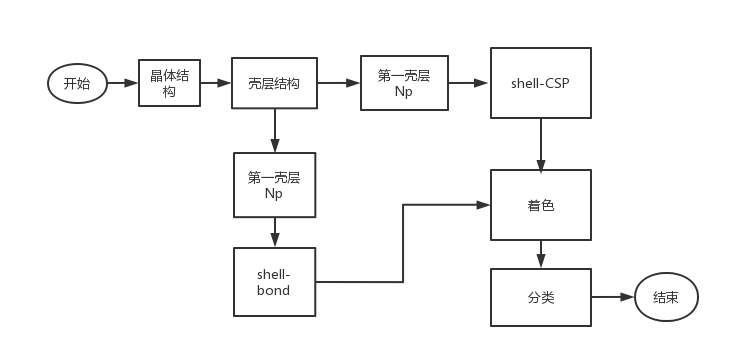 开始
晶体结
构
壳层结构
第一壳层
Np
shell-CSP
第一壳层
Np
shell-
bond
着色
分类
结束